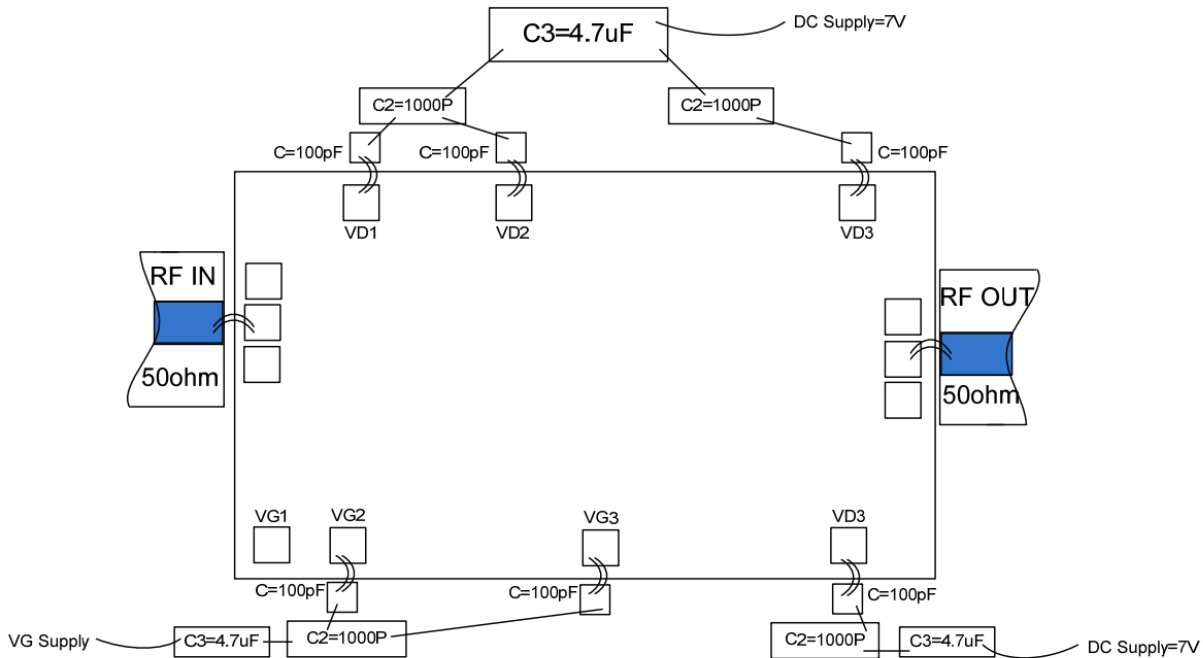 C3=4.7uF
DC Supply=7V
C2=1000P
C2=1000P
C=100pF
C=100pF
C=100pF
VD1
VD2
VD3
RF IN
50ohm
RF OUT
50ohm
VG1
VG2
VG3
VD3
C=100pF
C=100pF
C=100pF
VG Supply
C3=4.7uF
C2=1000P
C2=1000P
C3=4.7uF
DC Supply=7V